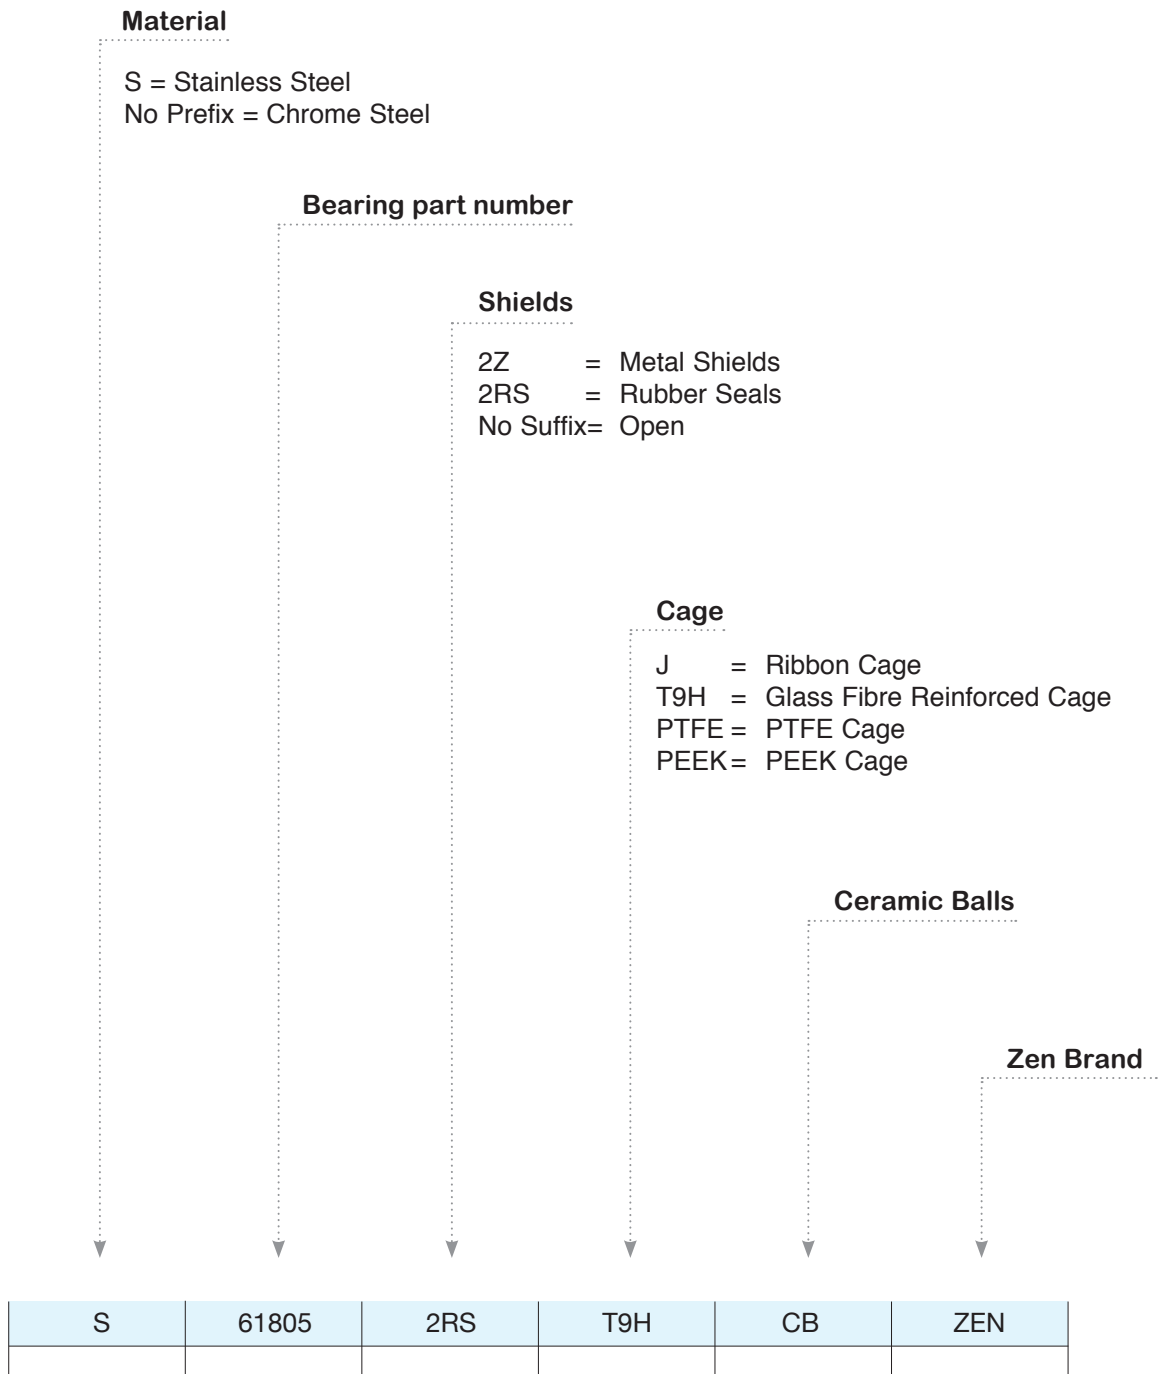 Material
S = Stainless Steel
No Prefix = Chrome Steel
Bearing part number
Shields
2Z = Metal Shields
2RS = Rubber Seals
No Suffix= Open
Cage
J = Ribbon Cage
T9H = Glass Fibre Reinforced Cage
PTFE = PTFE Cage
PEEK = PEEK Cage
Ceramic Balls
Zen Brand
S 61805 2RS T9H CB ZEN